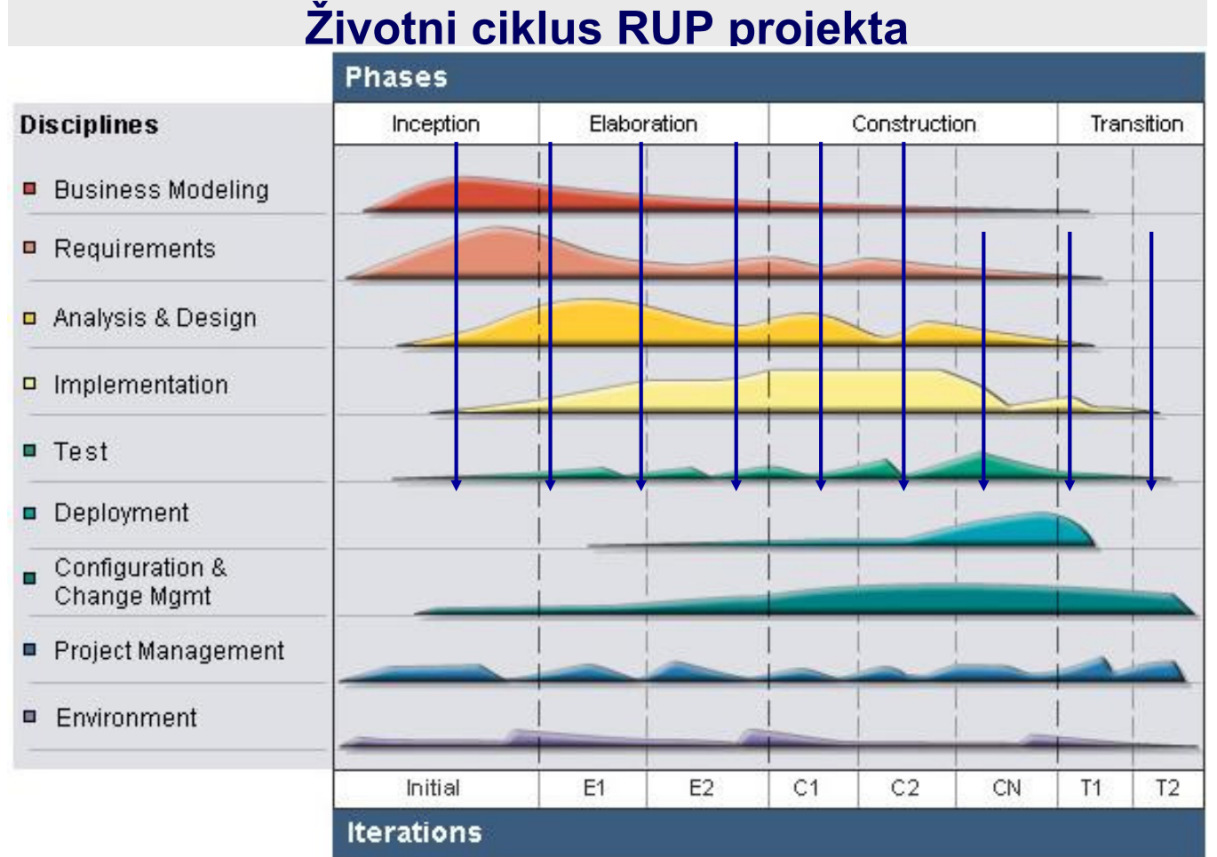 Životni ciklus RUP projekta
Phases
Disciplines
Inception Elaboration Construction Transition
Business Modeling
Requirements
Analysis & Design
Implementation
Test
Deployment
Configuration &
Change Mgmt
Project Management
Environment
Initial E1 E2 C1 C2 CN T1 T2
Iterations